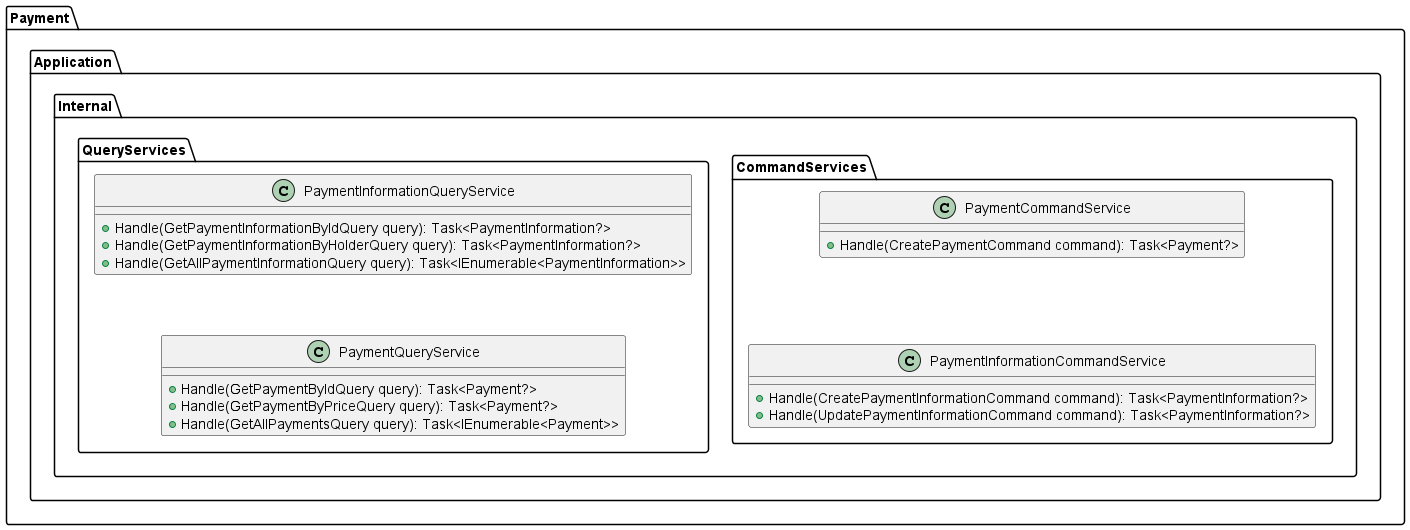 Payment
Application
Internal
QueryServices
C PaymentInformationQueryService
Handle(GetPaymentInformationByIdQuery query): Task<PaymentInformation?>
Handle(GetPaymentInformationByHolderQuery query): Task<PaymentInformation?>
Handle(GetAllPaymentInformationQuery query): Task<IEnumerable<PaymentInformation>>
C PaymentQueryService
Handle(GetPaymentByIdQuery query): Task<Payment?>
Handle(GetPaymentByPriceQuery query): Task<Payment?>
Handle(GetAllPaymentsQuery query): Task<IEnumerable<Payment>>
CommandServices
C PaymentCommandService
Handle(CreatePaymentCommand command): Task<Payment?>
C PaymentInformationCommandService
Handle(CreatePaymentInformationCommand command): Task<PaymentInformation?>
Handle(UpdatePaymentInformationCommand command): Task<PaymentInformation?>